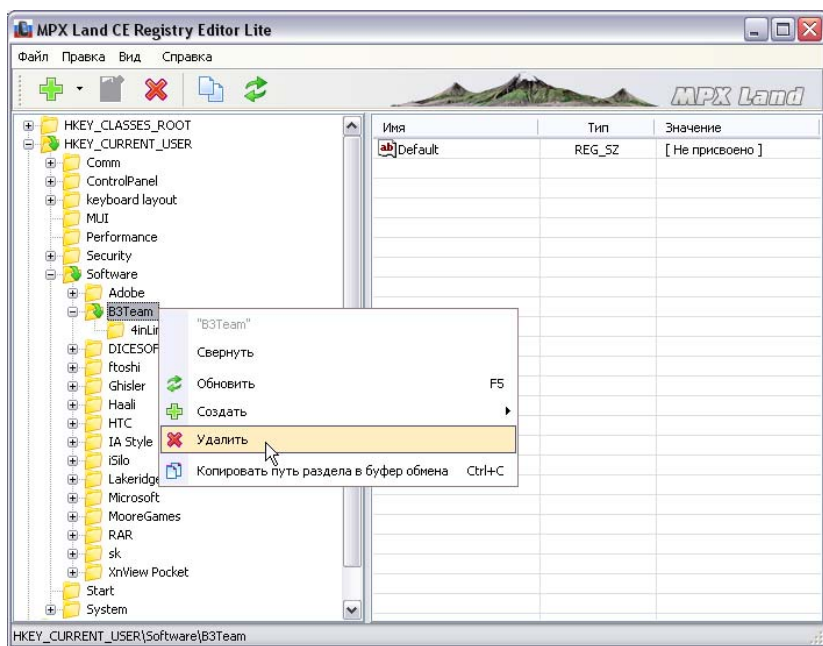 MPX Land CE Registry Editor Lite
Файл Правка Вид Справка
MPX Land
HKEY_CLASSES_ROOT
HKEY_CURRENT_USER
Comm
ControlPanel
keyboard layout
MUI
Performance
Security
Software
Adobe
B3Team
4inLin
DICESOF
ftoshi
Ghisler
Haali
HTC
IA Style
iSilo
Lakeridge
Microsoft
MooreGames
RAR
sk
XnView Pocket
Start
System
Имя Тип Значение
Default REG_SZ [ Не присвоено ]
"B3Team"
Свернуть
Обновить F5
Создать
Удалить
Копировать путь раздела в буфер обмена Ctrl+C
HKEY_CURRENT_USER\Software\B3Team